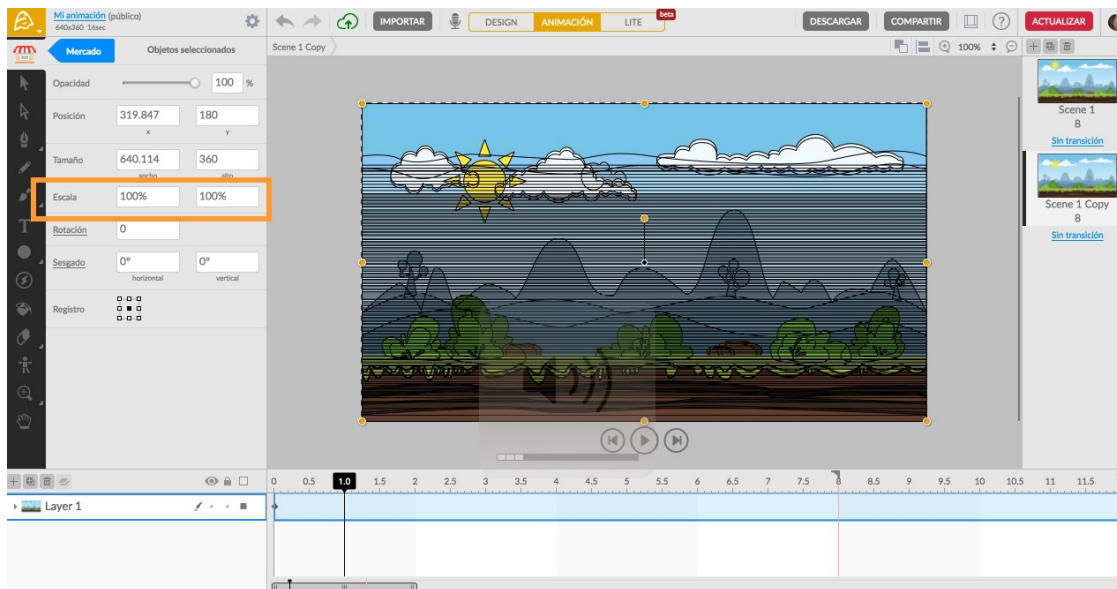 Mi animación (público)
640x360 16sec
IMPORTAR
DESIGN ANIMACIÓN LITE beta
DESCARGAR COMPARTIR ? ACTUALIZAR
Mercado Objetos seleccionados
Scene 1 Copy
100%
Opacidad 100 %
Posición 319.847 180
x y
Tamaño 640.114 360
ancho alto
Escala 100% 100%
T
Rotación 0
Sesgado 0° 0°
horizontal vertical
Registro
Scene 1
8
Sin transición
Scene 1 Copy
8
Sin transición
0 0.5 1.0 1.5 2 2.5 3 3.5 4 4.5 5 5.5 6 6.5 7 7.5 8 8.5 9 9.5 10 10.5 11 11.5
Layer 1